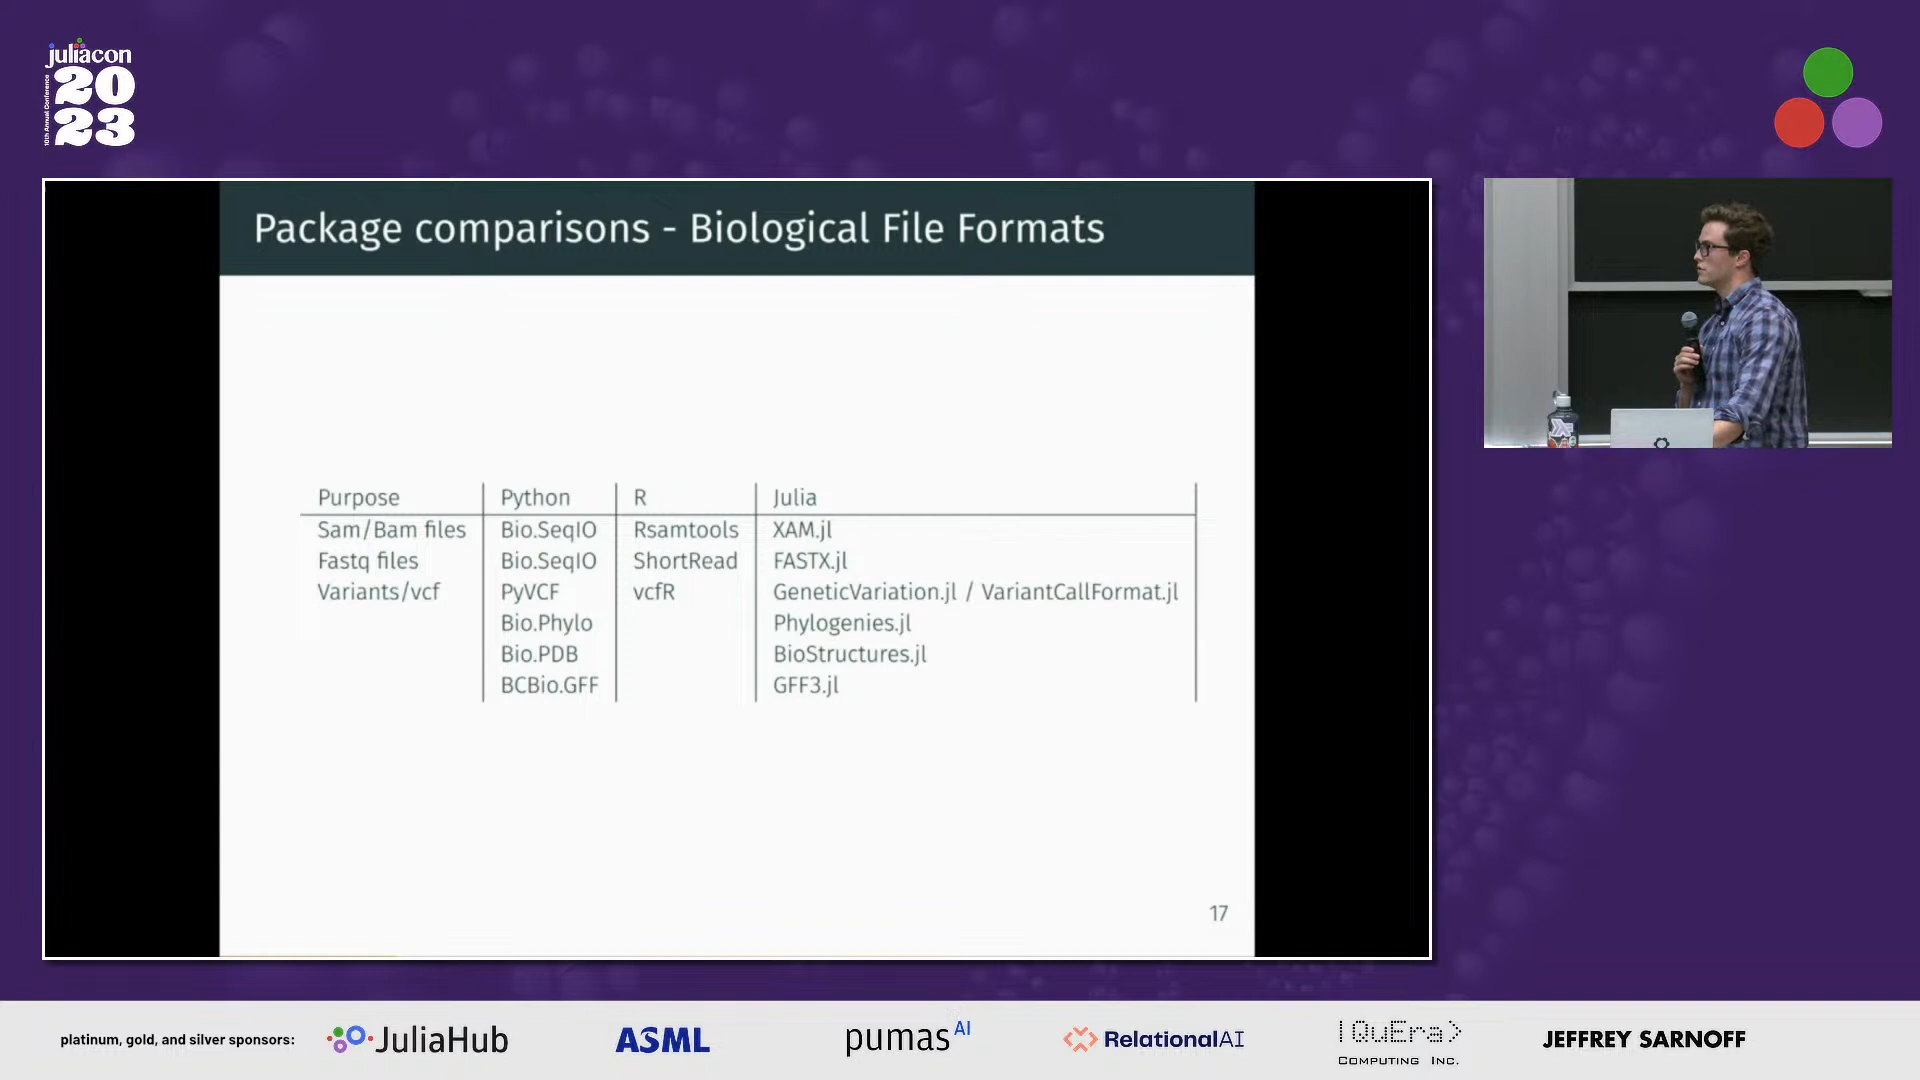 juliacon
20
23
10th Annual Conference
Package comparisons - Biological File Formats
Purpose Python R Julia
Sam/Bam files Bio.SeqIO Rsamtools XAM.jl
Fastq files Bio.SeqIO ShortRead FASTX.jl
Variants/vcf PyVCF vcfR GeneticVariation.jl / VariantCallFormat.jl
Bio.Phylo Phylogenies.jl
Bio.PDB BioStructures.jl
BCBio.GFF GFF3.jl
17
platinum, gold, and silver sponsors: JuliaHub ASML pumas AI RelationalAI |QuEra> JEFFREY SARNOFF
COMPUTING INC.